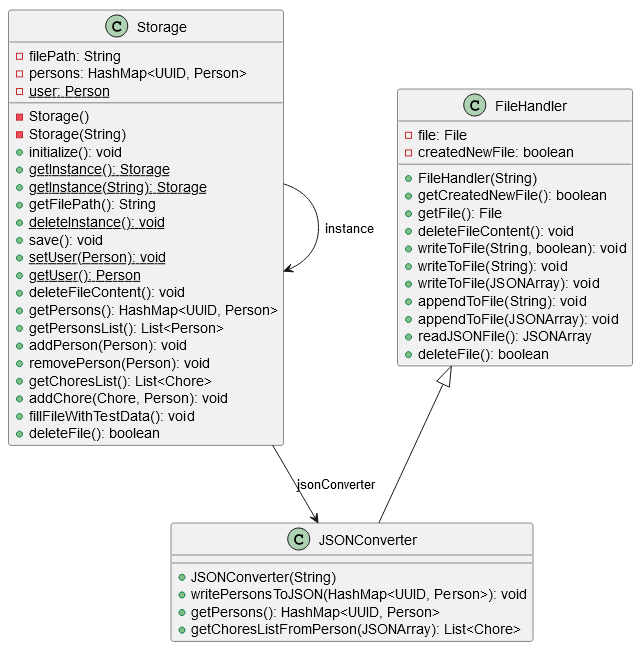 C Storage
filePath: String
persons: HashMap<UUID, Person>
user: Person
Storage()
Storage(String)
initialize(): void
getInstance(): Storage
getInstance(String): Storage
getFilePath(): String
deleteInstance(): void
save(): void
setUser(Person): void
getUser(): Person
deleteFileContent(): void
getPersons(): HashMap<UUID, Person>
getPersonsList(): List<Person>
addPerson(Person): void
removePerson(Person): void
getChoresList(): List<Chore>
addChore(Chore, Person): void
fillFileWithTestData(): void
deleteFile(): boolean
instance
C FileHandler
file: File
createdNewFile: boolean
FileHandler(String)
getCreatedNewFile(): boolean
getFile(): File
deleteFileContent(): void
writeToFile(String, boolean): void
writeToFile(String): void
writeToFile(JSONArray): void
appendToFile(String): void
appendToFile(JSONArray): void
readJSONFile(): JSONArray
deleteFile(): boolean
jsonConverter
C JSONConverter
JSONConverter(String)
writePersonsToJSON(HashMap<UUID, Person>): void
getPersons(): HashMap<UUID, Person>
getChoresListFromPerson(JSONArray): List<Chore>